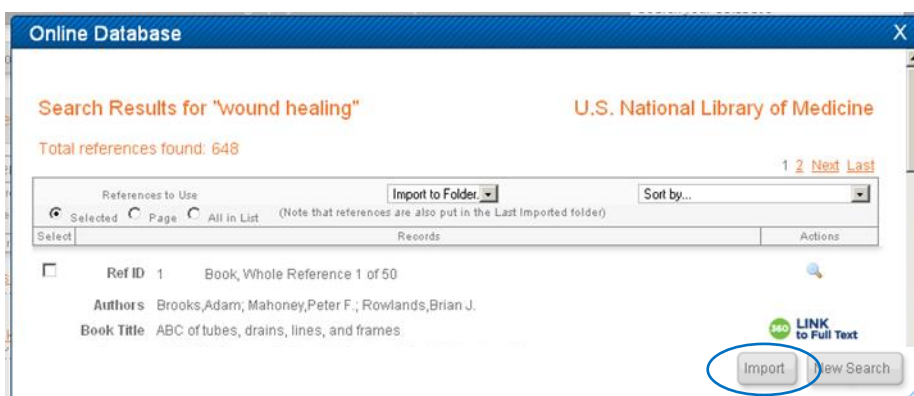 Online Database X
Search Results for "wound healing" U.S. National Library of Medicine
Total references found: 648
1 2 Next Last
References to Use Import to Folder. Sort by...
Selected Page All in List (Note that references are also put in the Last Imported folder)
Select Records Actions
Ref ID 1 Book, Whole Reference 1 of 50
Authors Brooks,Adam; Mahoney,Peter F.; Rowlands,Brian J.
Book Title ABC of tubes, drains, lines, and frames
360 LINK
to Full Text
Import New Search